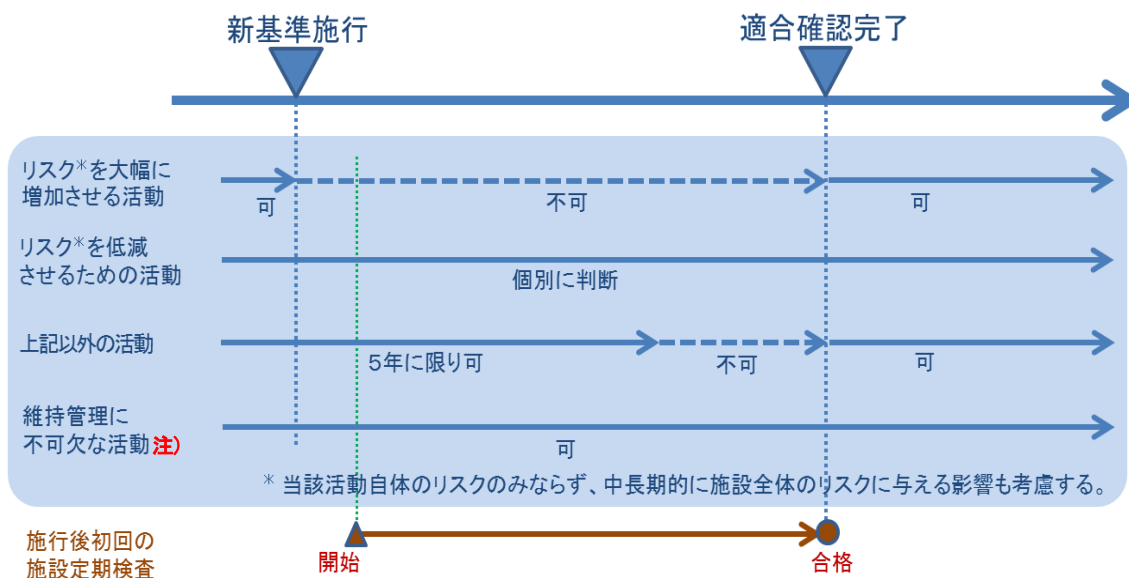 新基準施行
適合確認完了
リスク*を大幅に
増加させる活動
可
不可
可
リスク*を低減
させるための活動
個別に判断
上記以外の活動
5年に限り可
不可
可
維持管理に
不可欠な活動注)
可
* 当該活動自体のリスクのみならず、中長期的に施設全体のリスクに与える影響も考慮する。
施行後初回の
施設定期検査
開始
合格